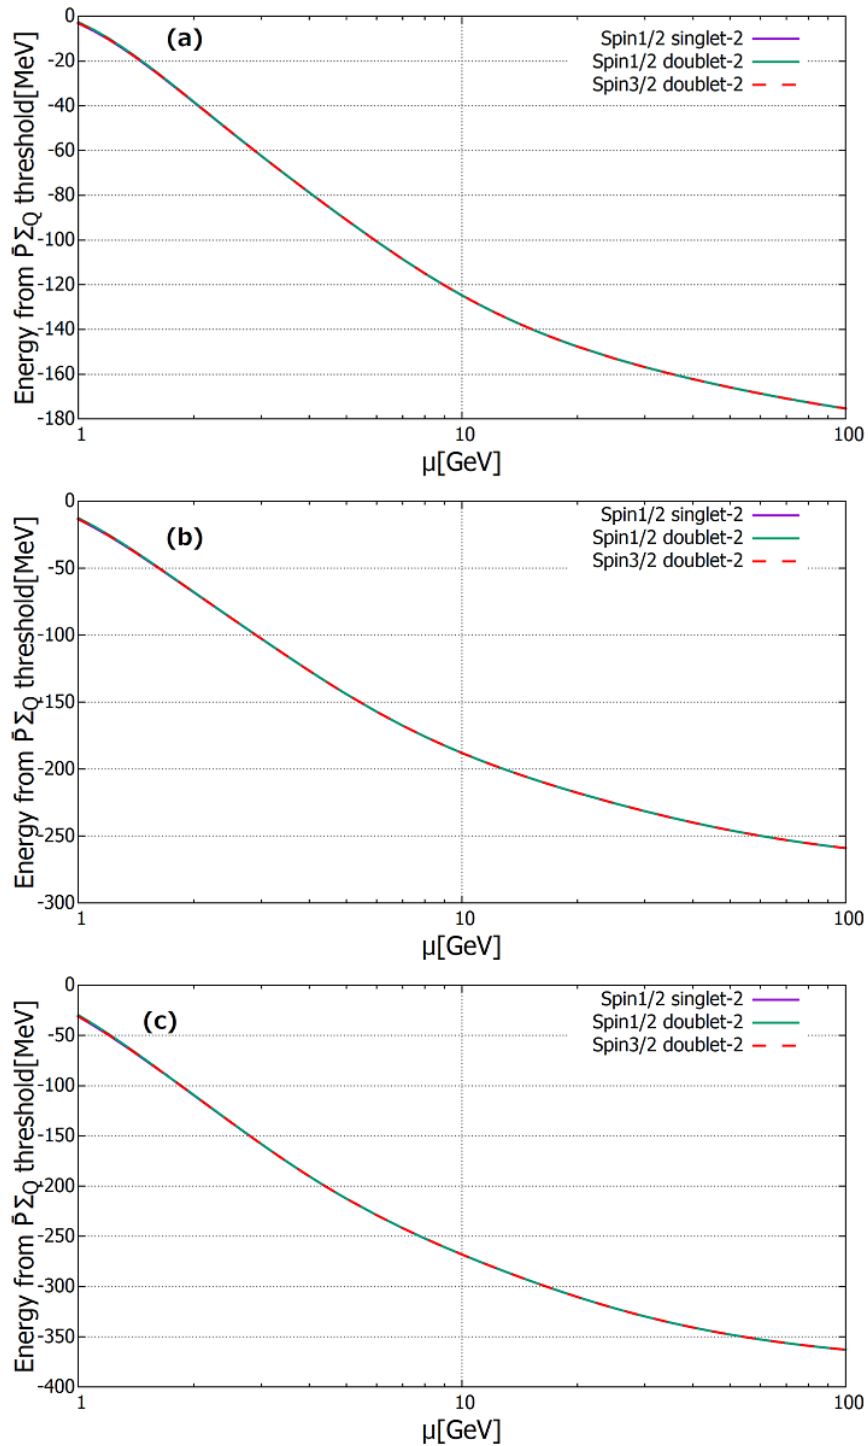 (a)
Spin1/2 singlet-2
Spin1/2 doublet-2
Spin3/2 doublet-2
Energy from P̄Σ_Q threshold[MeV]
0
-20
-40
-60
-80
-100
-120
-140
-160
-180
1
10
100
μ[GeV]
(b)
Spin1/2 singlet-2
Spin1/2 doublet-2
Spin3/2 doublet-2
Energy from P̄Σ_Q threshold[MeV]
0
-50
-100
-150
-200
-250
-300
1
10
100
μ[GeV]
(c)
Spin1/2 singlet-2
Spin1/2 doublet-2
Spin3/2 doublet-2
Energy from P̄Σ_Q threshold[MeV]
0
-50
-100
-150
-200
-250
-300
-350
-400
1
10
100
μ[GeV]